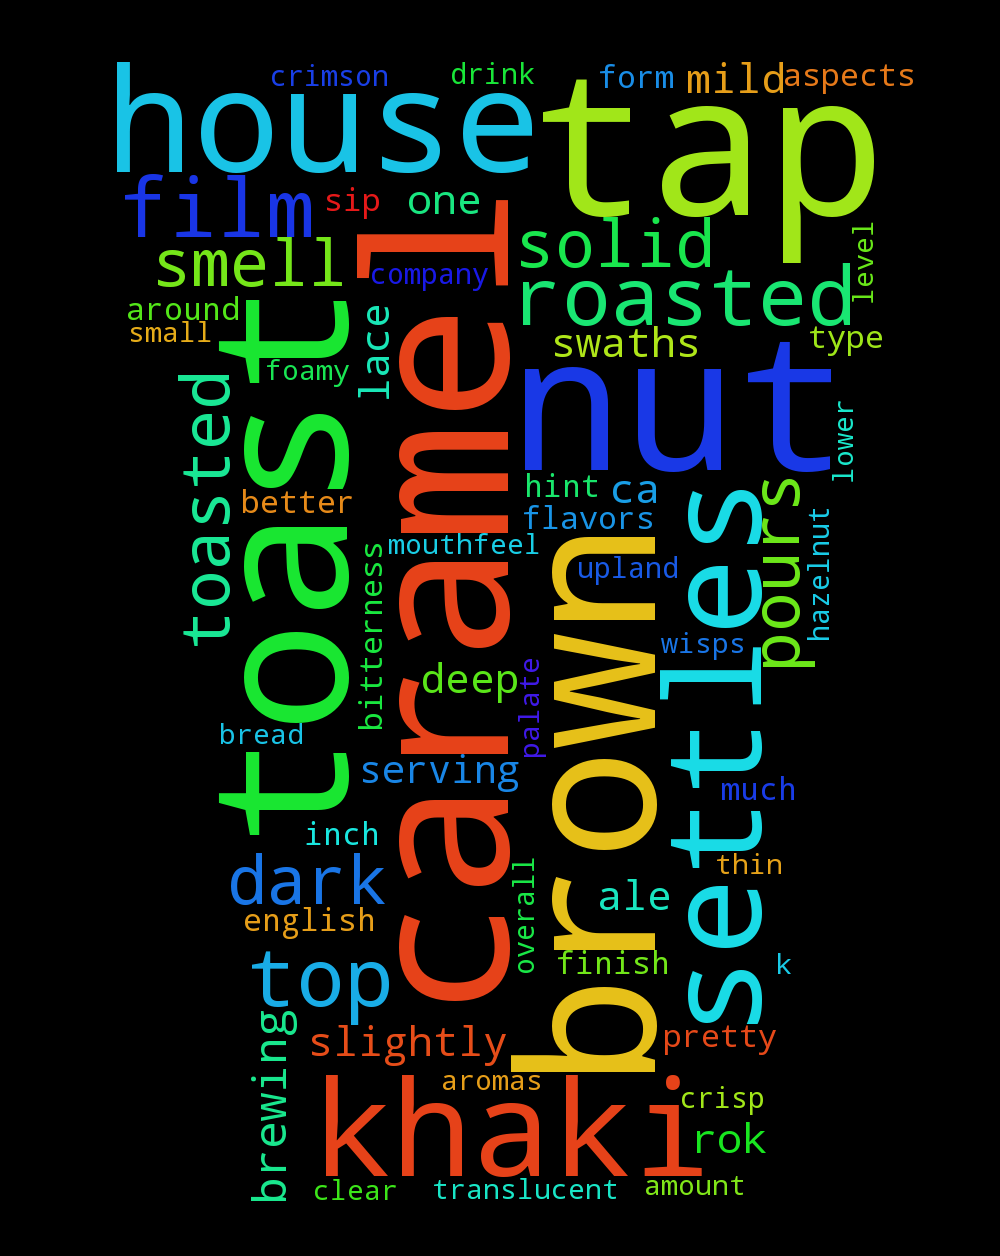 crimson
drink
form
mild
aspects
house
tap
film
sip
one
smell
solid
level
company
roasted
around
small
lace
swaths
type
foamy
toast
caramel
nut
toasted
lower
better
hint
ca
pours
flavors
hazelnut
mouthfeel
bitterness
upland
brown
settles
wisps
deep
palate
bread
serving
much
inch
dark
thin
ale
overall
english
finish
k
top
brewing
slightly
pretty
aromas
khaki
crisp
rok
clear
translucent
amount